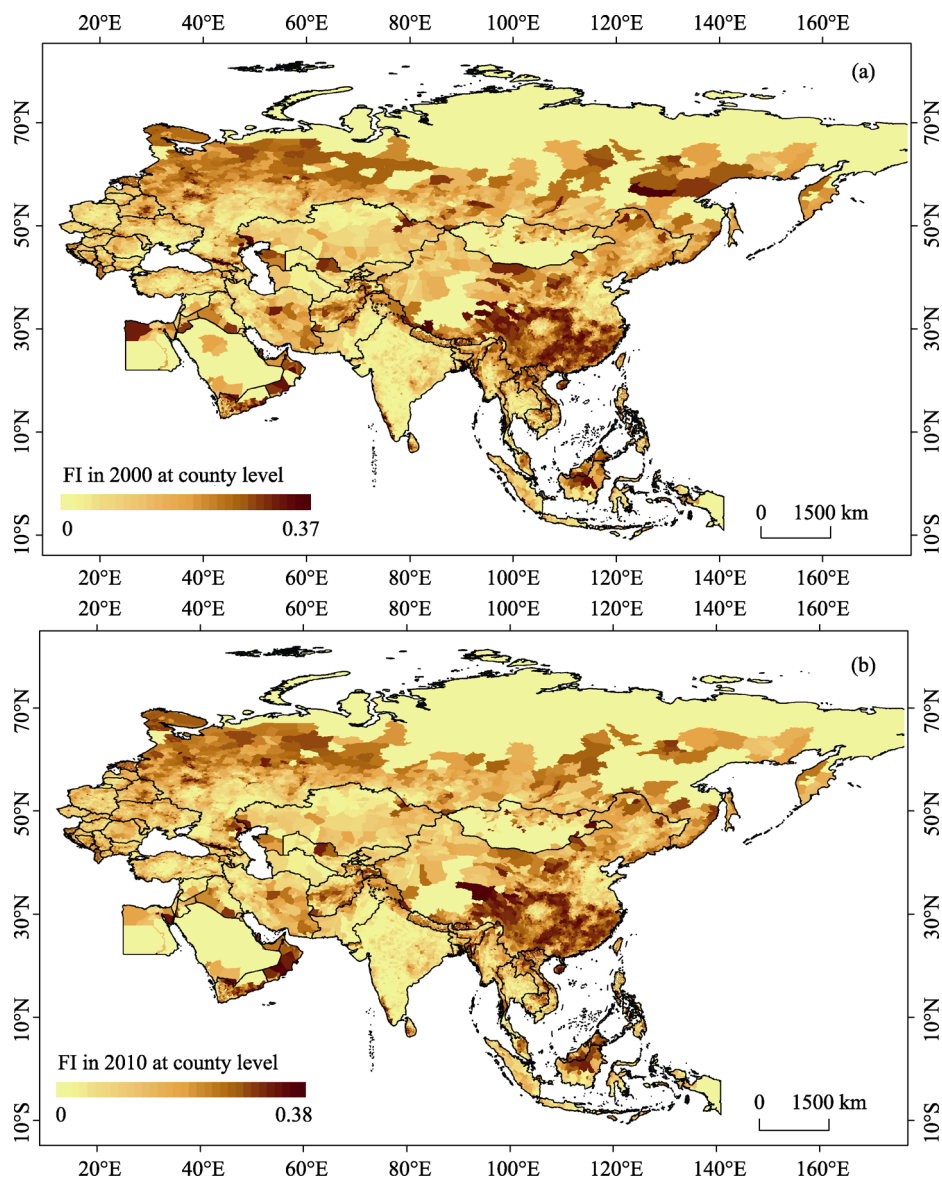 20°E 40°E 60°E 80°E 100°E 120°E 140°E 160°E
(a)
70°N 70°N
50°N 50°N
30°N 30°N
10°N 10°N
FI in 2000 at county level
0 0.37
0 1500 km
10°S 10°S
20°E 40°E 60°E 80°E 100°E 120°E 140°E 160°E
20°E 40°E 60°E 80°E 100°E 120°E 140°E 160°E
(b)
70°N 70°N
50°N 50°N
30°N 30°N
10°N 10°N
FI in 2010 at county level
0 0.38
0 1500 km
10°S 10°S
20°E 40°E 60°E 80°E 100°E 120°E 140°E 160°E